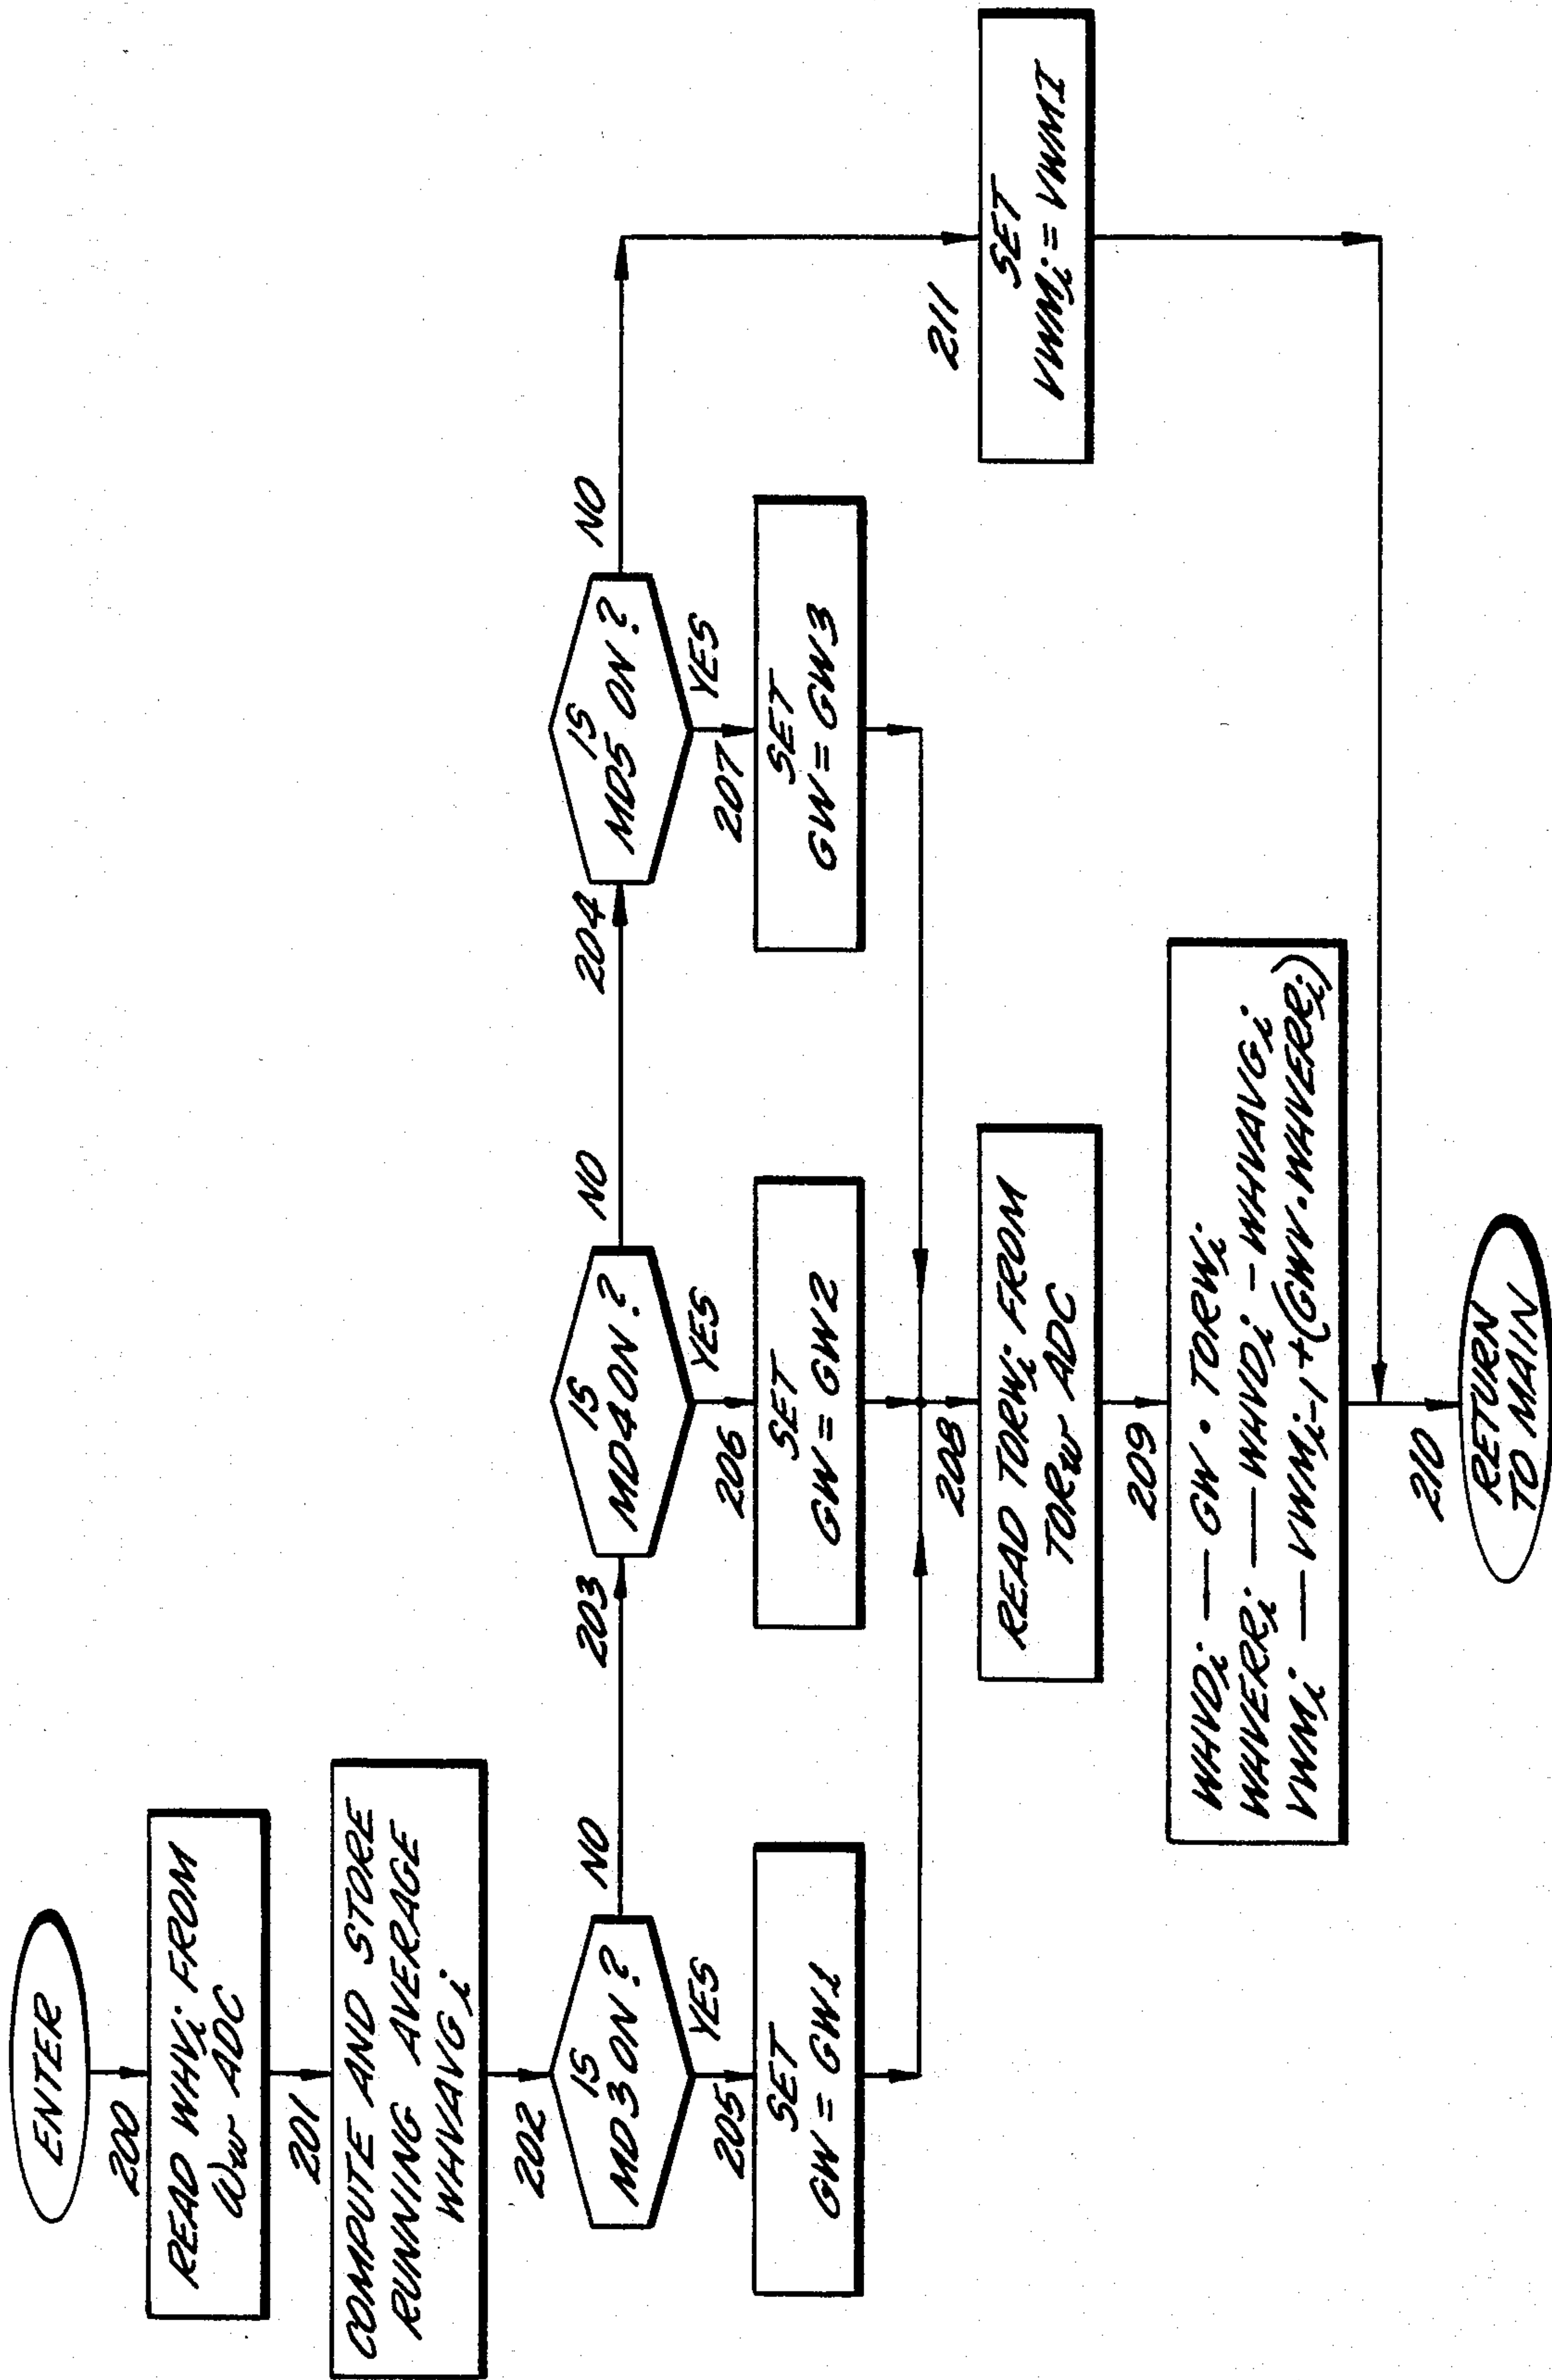 ENTER
200
READ WHVi FROM
Ww ADC
201
COMPUTE AND STORE
RUNNING AVERAGE
WHVAVGi
202
IS
MD3 ON?
NO
YES
203
IS
MD4 ON?
NO
YES
204
IS
MD5 ON?
NO
YES
205
SET
GW = GW1
206
SET
GW = GW2
207
SET
GW = GW3
211
SET
VWMi = VWMI
208
READ TORWi FROM
TORw ADC
209
WHVDi — GW · TORWi
WHVERRi — WHVDi - WHVAVGi
VWMi — VWMi-1 + (GWV · WHVERRi)
210
RETURN
TO MAIN